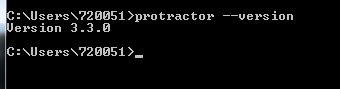 C:\Users\720051>protractor --version
Version 3.3.0
C:\Users\720051>_